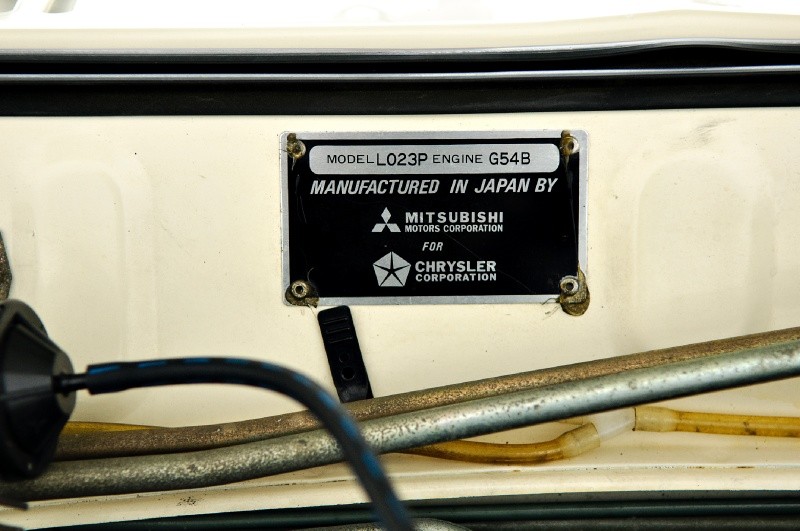 MODEL L023P ENGINE G54B
MANUFACTURED IN JAPAN BY
MITSUBISHI
MOTORS CORPORATION
FOR
CHRYSLER
CORPORATION